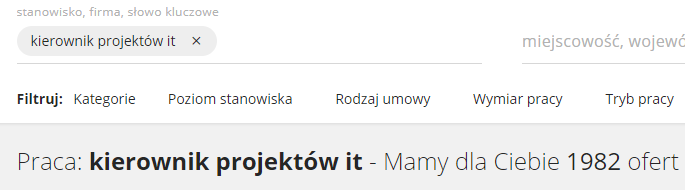 stanowisko, firma, słowo kluczowe
kierownik projektów it ×
miejscowość, wojewó
Filtruj: Kategorie Poziom stanowiska Rodzaj umowy Wymiar pracy Tryb pracy
Praca: kierownik projektów it - Mamy dla Ciebie 1982 ofert